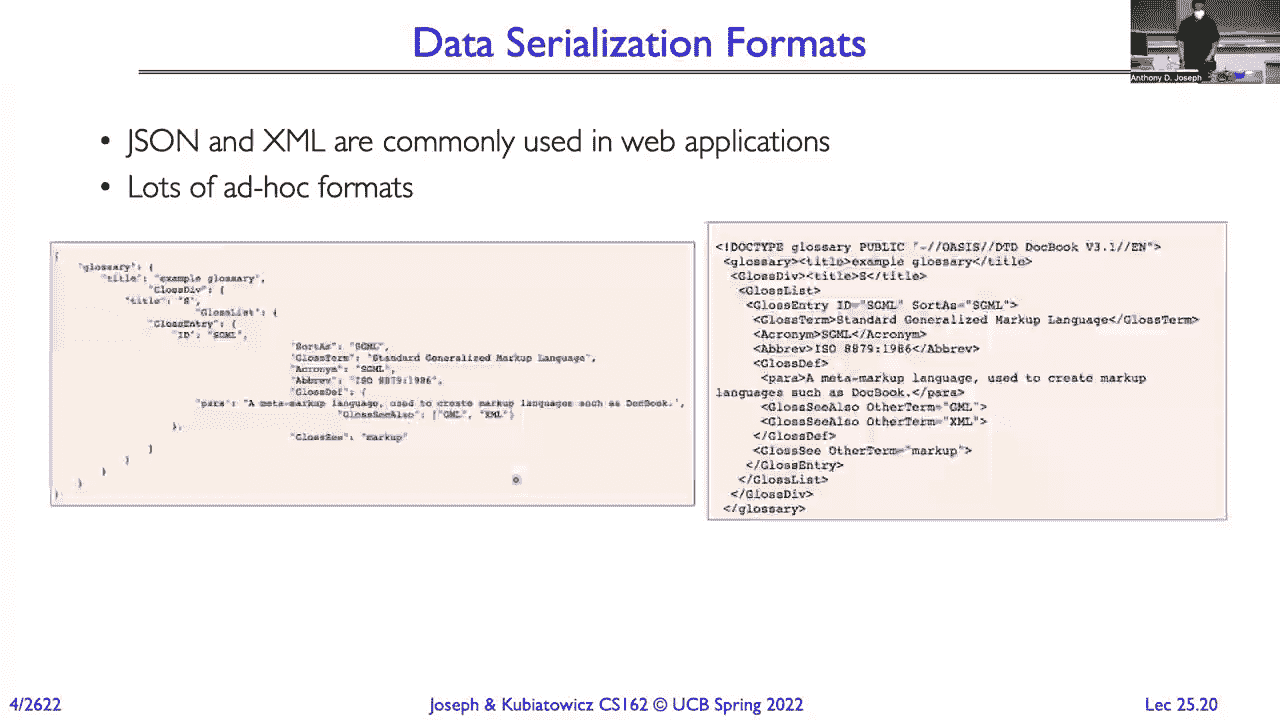 Data Serialization Formats
Anthony D. Joseph
• JSON and XML are commonly used in web applications
• Lots of ad-hoc formats
{
"glossary": {
"title": "example glossary",
"GlossDiv": {
"title": "S",
"GlossList": {
"GlossEntry": {
"ID": "SGML",
"SortAs": "SGML",
"GlossTerm": "Standard Generalized Markup Language",
"Acronym": "SGML",
"Abbrev": "ISO 8879:1986",
"GlossDef": {
"para": "A meta-markup language, used to create markup languages such as DocBook.",
"GlossSeeAlso": ["GML", "XML"]
},
"GlossSee": "markup"
}
}
}
}
}
<!DOCTYPE glossary PUBLIC "-//OASIS//DTD DocBook V3.1//EN">
<glossary><title>example glossary</title>
<GlossDiv><title>S</title>
<GlossList>
<GlossEntry ID="SGML" SortAs="SGML">
<GlossTerm>Standard Generalized Markup Language</GlossTerm>
<Acronym>SGML</Acronym>
<Abbrev>ISO 8879:1986</Abbrev>
<GlossDef>
<para>A meta-markup language, used to create markup
languages such as DocBook.</para>
<GlossSeeAlso OtherTerm="GML">
<GlossSeeAlso OtherTerm="XML">
</GlossDef>
<GlossSee OtherTerm="markup">
</GlossEntry>
</GlossList>
</GlossDiv>
</glossary>
4/2622
Joseph & Kubiatowicz CS162 © UCB Spring 2022
Lec 25.20